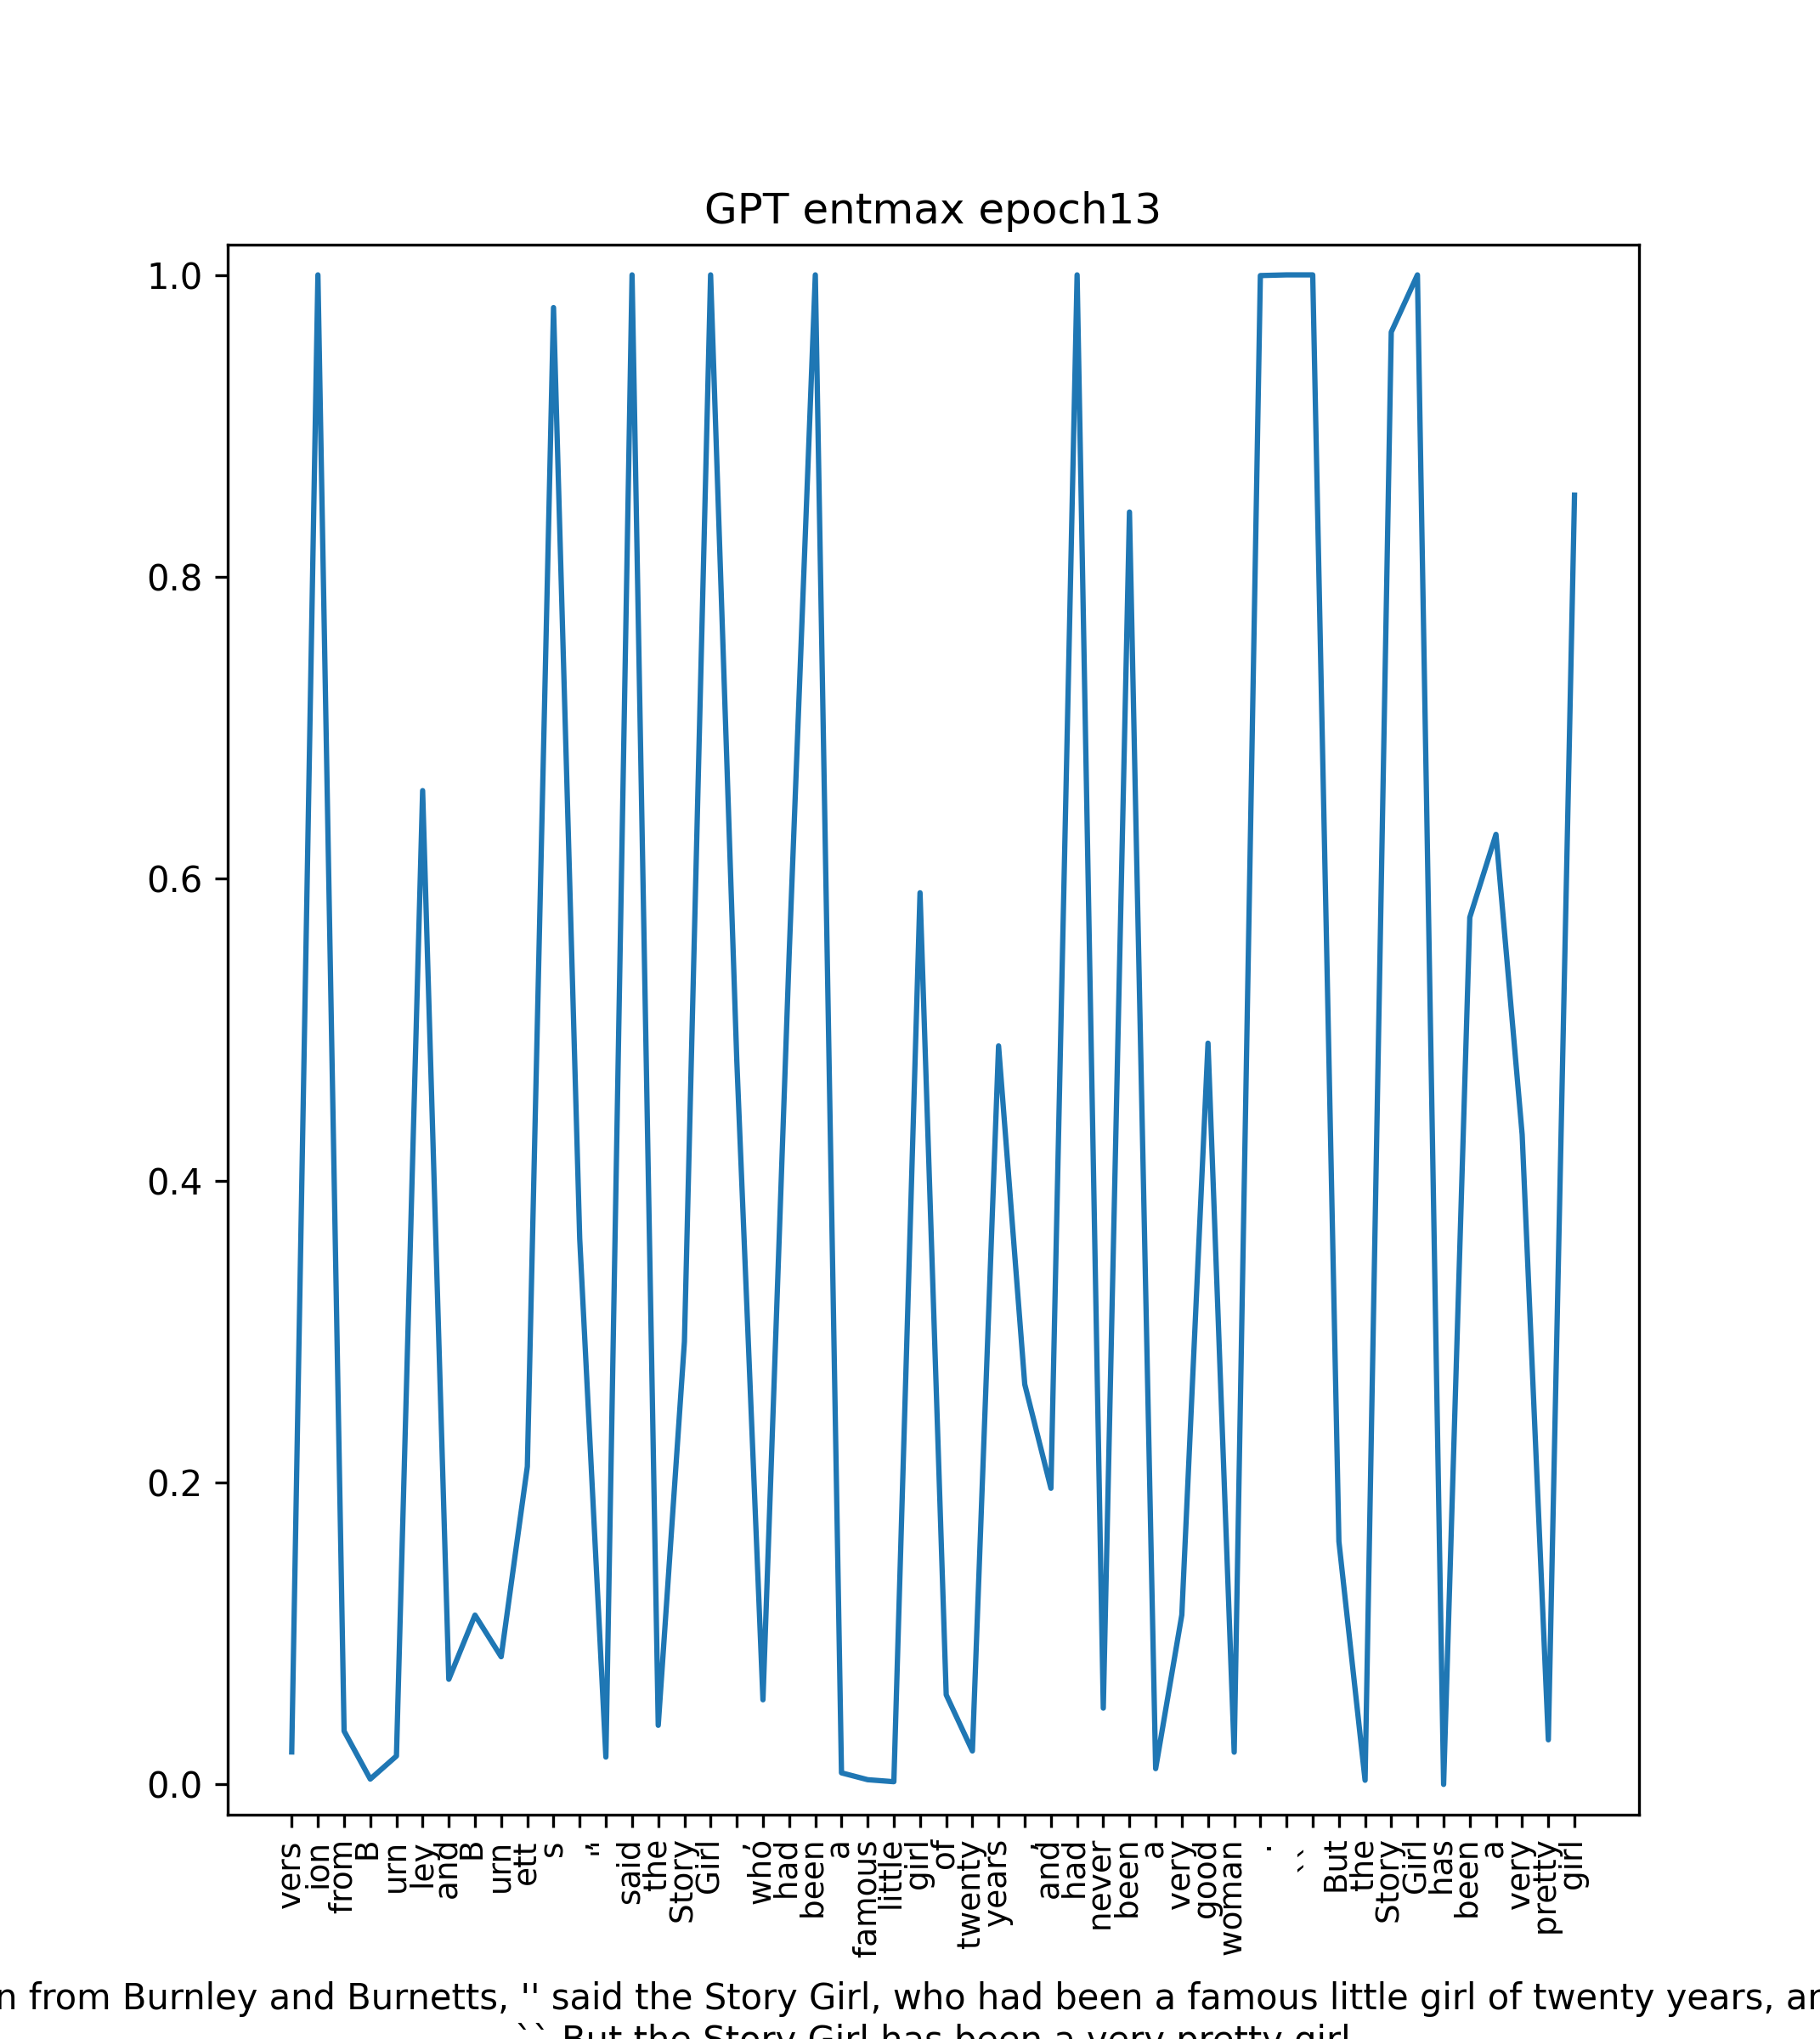 GPT entmax epoch13
1.0
0.8
0.6
0.4
0.2
0.0
vers
ion
from
B
urn
ley
and
B
urn
ett
s
,
''
said
the
Story
Girl
,
who
had
been
a
famous
little
girl
of
twenty
years
,
and
had
never
been
a
very
good
woman
.
``
But
the
Story
Girl
has
been
a
very
pretty
girl
n from Burnley and Burnetts, '' said the Story Girl, who had been a famous little girl of twenty years, an
`` But the Story Girl has been a very pretty girl